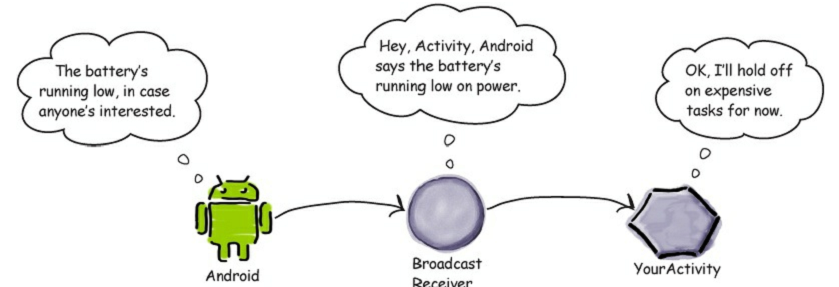 The battery's
running low, in case
anyone's interested.
Hey, Activity, Android
says the battery's
running low on power.
OK, I'll hold off
on expensive
tasks for now.
Android
Broadcast
Receiver
YourActivity